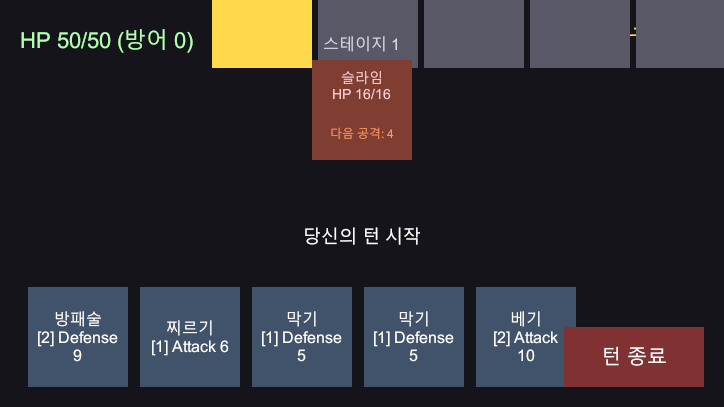 HP 50/50 (방어 0)
스테이지 1
슬라임
HP 16/16
다음 공격: 4
당신의 턴 시작
방패술
[2] Defense
9
찌르기
[1] Attack 6
막기
[1] Defense
5
막기
[1] Defense
5
베기
[2] Attack
10
턴 종료